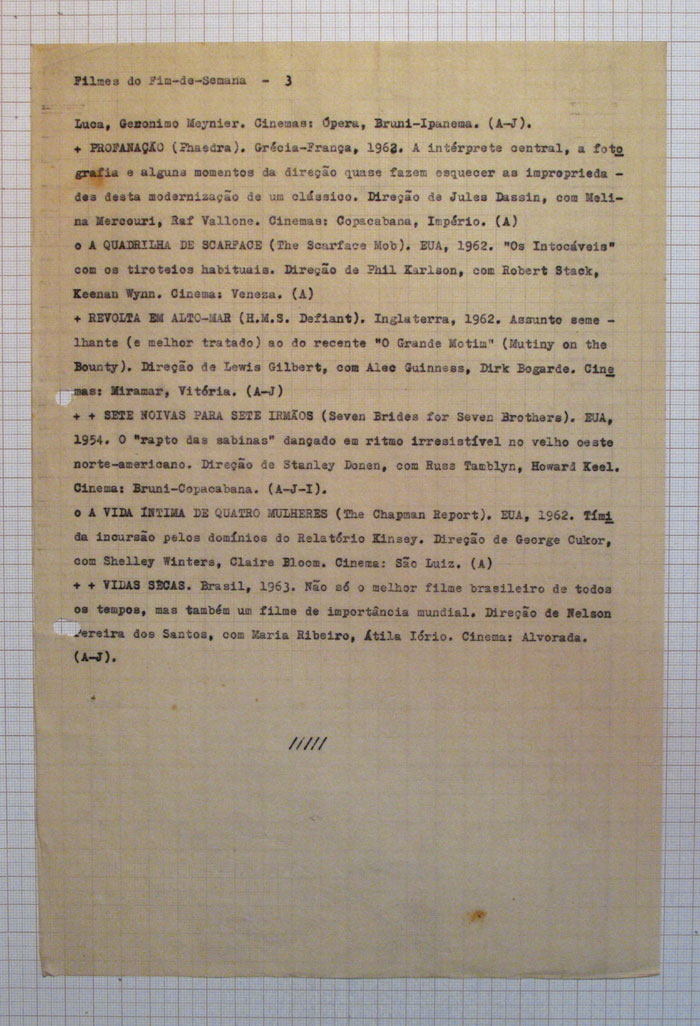 Filmes do Fim-de-Semana - 3
Luca, Geronimo Meynier. Cinemas: Ópera, Bruni-Ipanema. (A-J).
+ PROFANAÇÃO (Phaedra). Grécia-França, 1962. A intérprete central, a foto
grafia e alguns momentos da direção quase fazem esquecer as improprieda -
des desta modernização de um clássico. Direção de Jules Dassin, com Meli-
na Mercouri, Raf Vallone. Cinemas: Copacabana, Império. (A)
o A QUADRILHA DE SCARFACE (The Scarface Mob). EUA, 1962. "Os Intocáveis"
com os tiroteios habituais. Direção de Phil Karlson, com Robert Stack,
Keenan Wynn. Cinema: Veneza. (A)
+ REVOLTA EM ALTO-MAR (H.M.S. Defiant). Inglaterra, 1962. Assunto seme -
lhante (e melhor tratado) ao do recente "O Grande Motim" (Mutiny on the
Bounty). Direção de Lewis Gilbert, com Alec Guinness, Dirk Bogarde. Cine
mas: Miramar, Vitória. (A-J)
+ + SETE NOIVAS PARA SETE IRMÃOS (Seven Brides for Seven Brothers). EUA,
1954. O "rapto das sabinas" dançado em ritmo irresistível no velho oeste
norte-americano. Direção de Stanley Donen, com Russ Tamblyn, Howard Keel.
Cinema: Bruni-Copacabana. (A-J-I).
o A VIDA ÍNTIMA DE QUATRO MULHERES (The Chapman Report). EUA, 1962. Tími
da incursão pelos domínios do Relatório Kinsey. Direção de George Cukor,
com Shelley Winters, Claire Bloom. Cinema: São Luiz. (A)
+ + VIDAS SECAS. Brasil, 1963. Não só o melhor filme brasileiro de todos
os tempos, mas também um filme de importância mundial. Direção de Nelson
Pereira dos Santos, com Maria Ribeiro, Átila Iório. Cinema: Alvorada.
(A-J).
/////